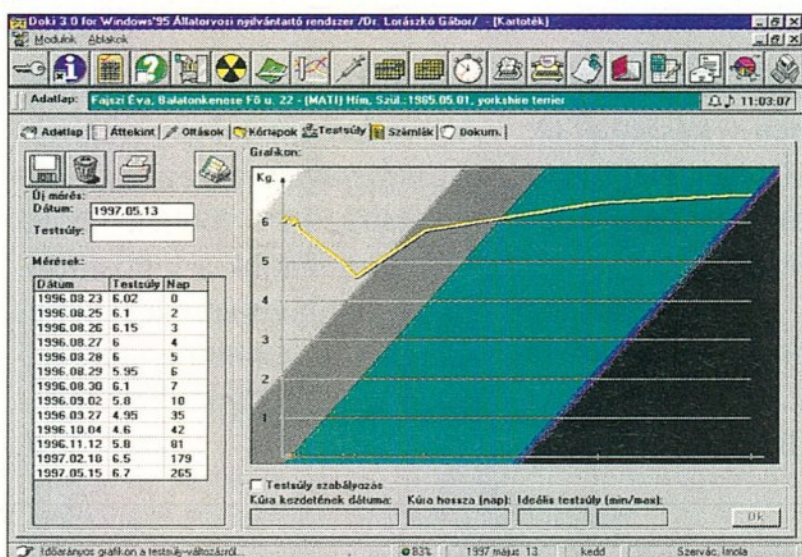 Doki 3.0 for Windows'95 Állatorvosi nyilvántartó rendszer /Dr. Lorászkó Gábor/ - (Kartoték)
Modulok Ablakok
Adatlap: Fajszi Éva, Balatonkenese Fő u. 22 - (MATI) Hím, Szül.:1985.05.01, yorkshire terrier 11:03:07
Adatlap Áttekint Oltások Kórlapok Testsúly Számlák Dokum.
Grafikon:
Kg.
6
5
4
3
2
1
Új mérés:
Dátum: 1997.05.13
Testsúly:
Mérések:
Dátum Testsúly Nap
1996.08.23 6.02 0
1996.08.25 6.1 2
1996.08.26 6.15 3
1996.08.27 6 4
1996.08.28 6 5
1996.08.29 5.95 6
1996.08.30 6.1 7
1996.09.02 5.8 10
1996.09.27 4.95 35
1996.10.04 4.6 42
1996.11.12 5.8 81
1997.02.18 6.5 179
1997.05.15 6.7 265
Testsúly szabályozás
Kúra kezdetének dátuma: Kúra hossza (nap): Ideális testsúly (min/max):
Ok
Időarányos grafikon a testsúly-változásról... 83% 1997 május 13. kedd Szervác, Imola